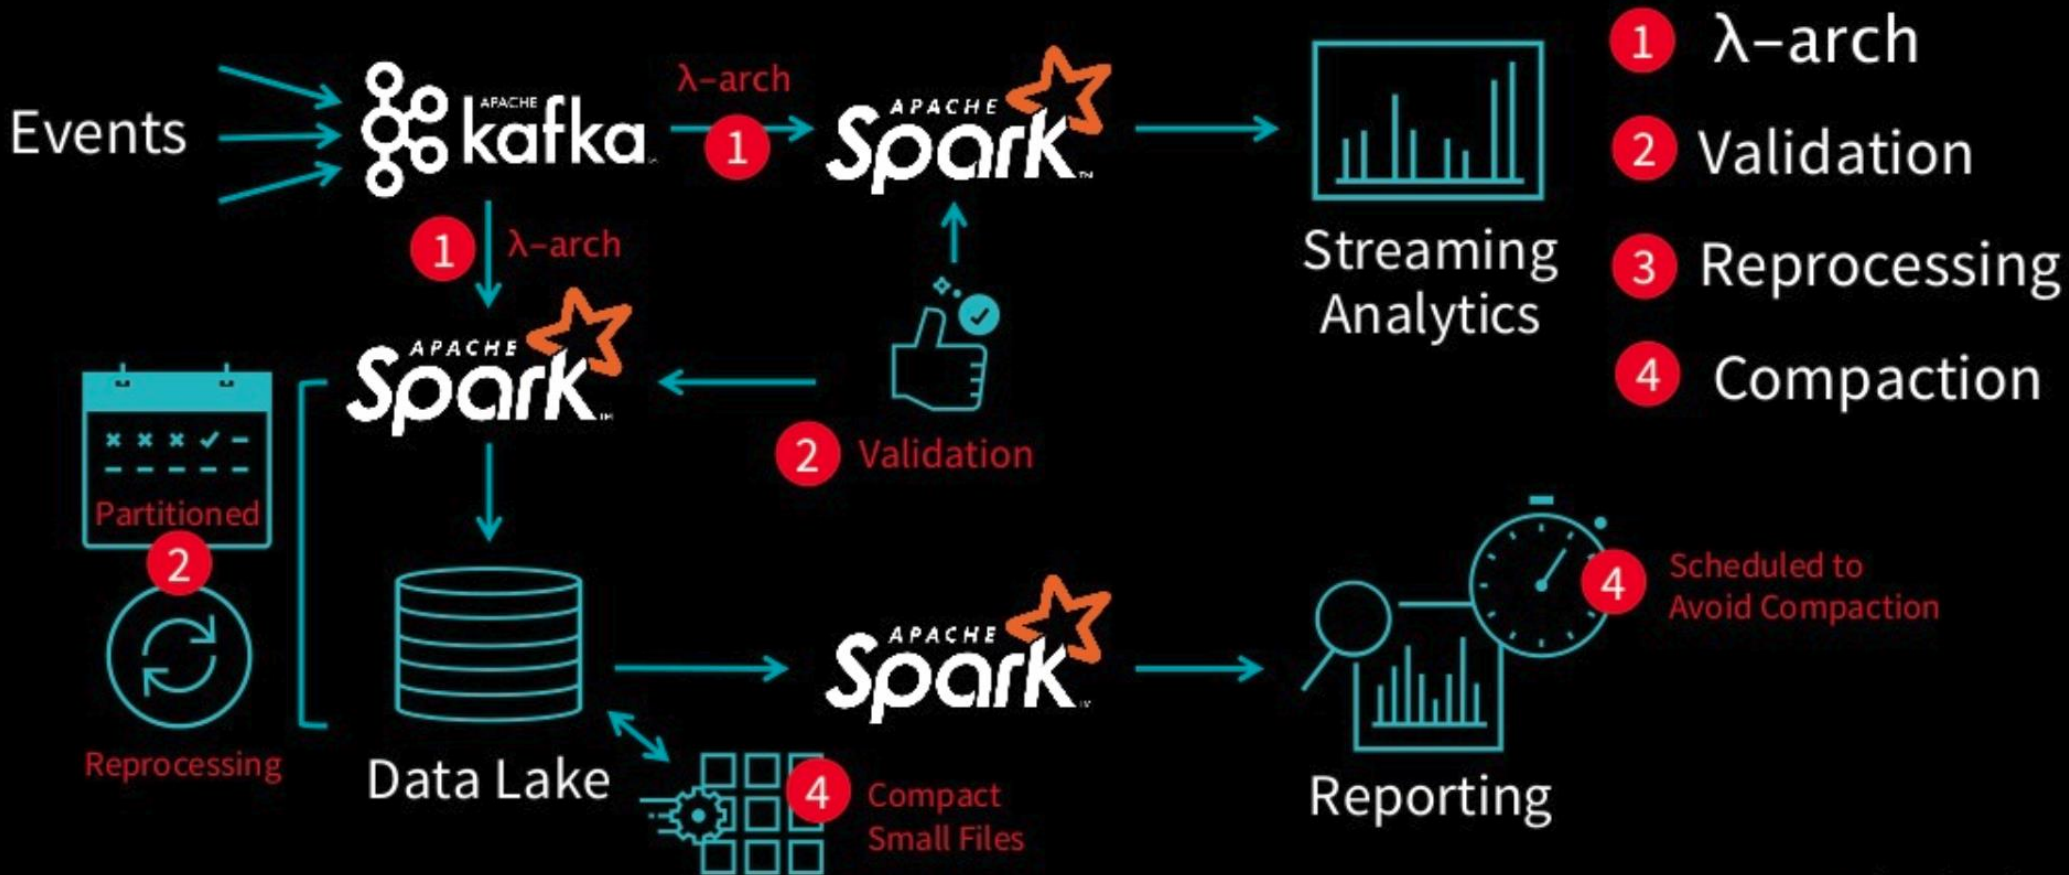 Events
APACHE
kafka
λ–arch
1
APACHE
Spark
TM
Streaming
Analytics
1 λ–arch
2 Validation
3 Reprocessing
4 Compaction
1 λ–arch
APACHE
Spark
TM
2 Validation
Partitioned
2
Reprocessing
Data Lake
4 Compact
Small Files
APACHE
Spark
4 Scheduled to
Avoid Compaction
Reporting